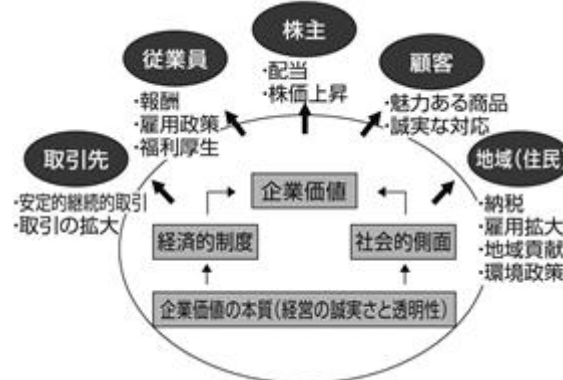 株主
・配当
・株価上昇
従業員
・報酬
・雇用政策
・福利厚生
顧客
・魅力ある商品
・誠実な対応
取引先
・安定的継続的取引
・取引の拡大
地域(住民)
・納税
・雇用拡大
・地域貢献
・環境政策
企業価値
経済的制度
社会的側面
企業価値の本質(経営の誠実さと透明性)